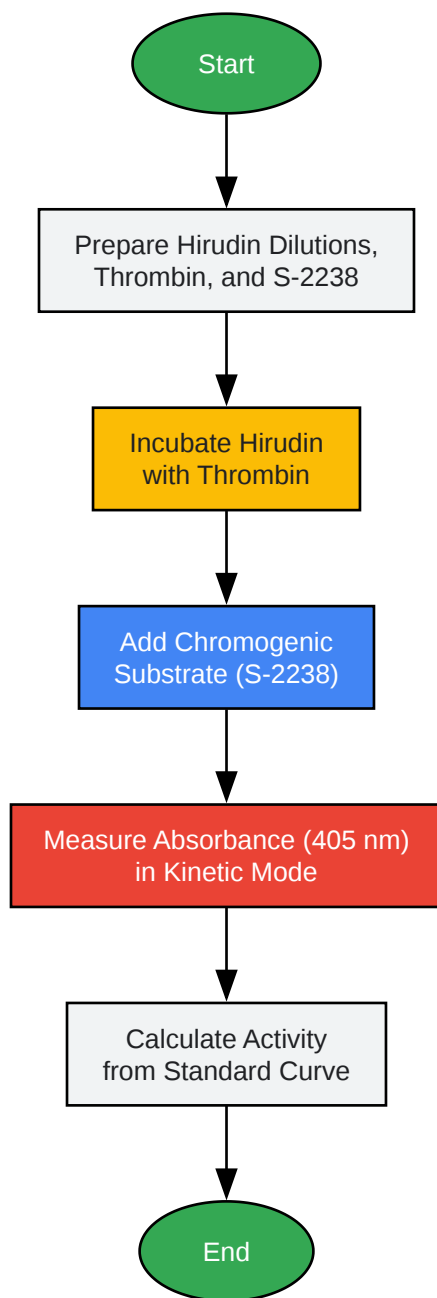 Start
Prepare Hirudin Dilutions,
Thrombin, and S-2238
Incubate Hirudin
with Thrombin
Add Chromogenic
Substrate (S-2238)
Measure Absorbance (405 nm)
in Kinetic Mode
Calculate Activity
from Standard Curve
End